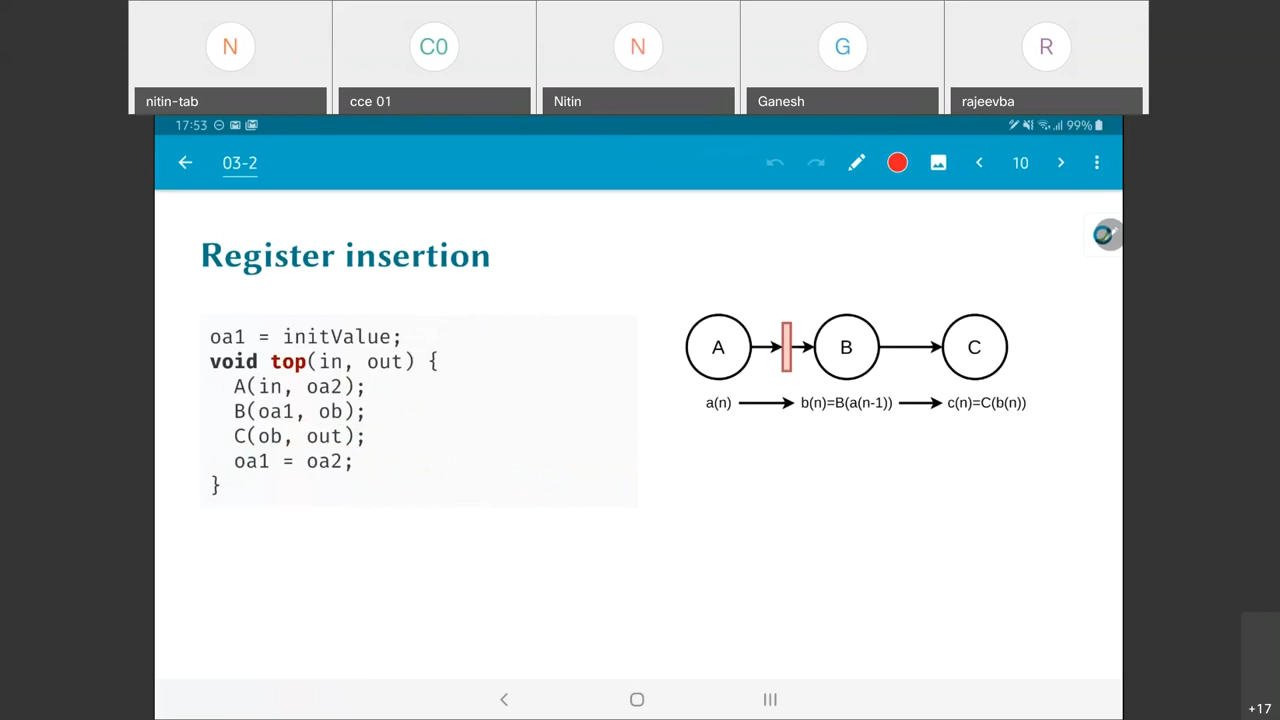 N C0 N G R
nitin-tab cce 01 Nitin Ganesh rajeevba
17:53 99%
03-2 10
Register insertion
oa1 = initValue;
void top(in, out) {
  A(in, oa2);
  B(oa1, ob);
  C(ob, out);
  oa1 = oa2;
}
A B C
a(n) b(n)=B(a(n-1)) c(n)=C(b(n))
+17